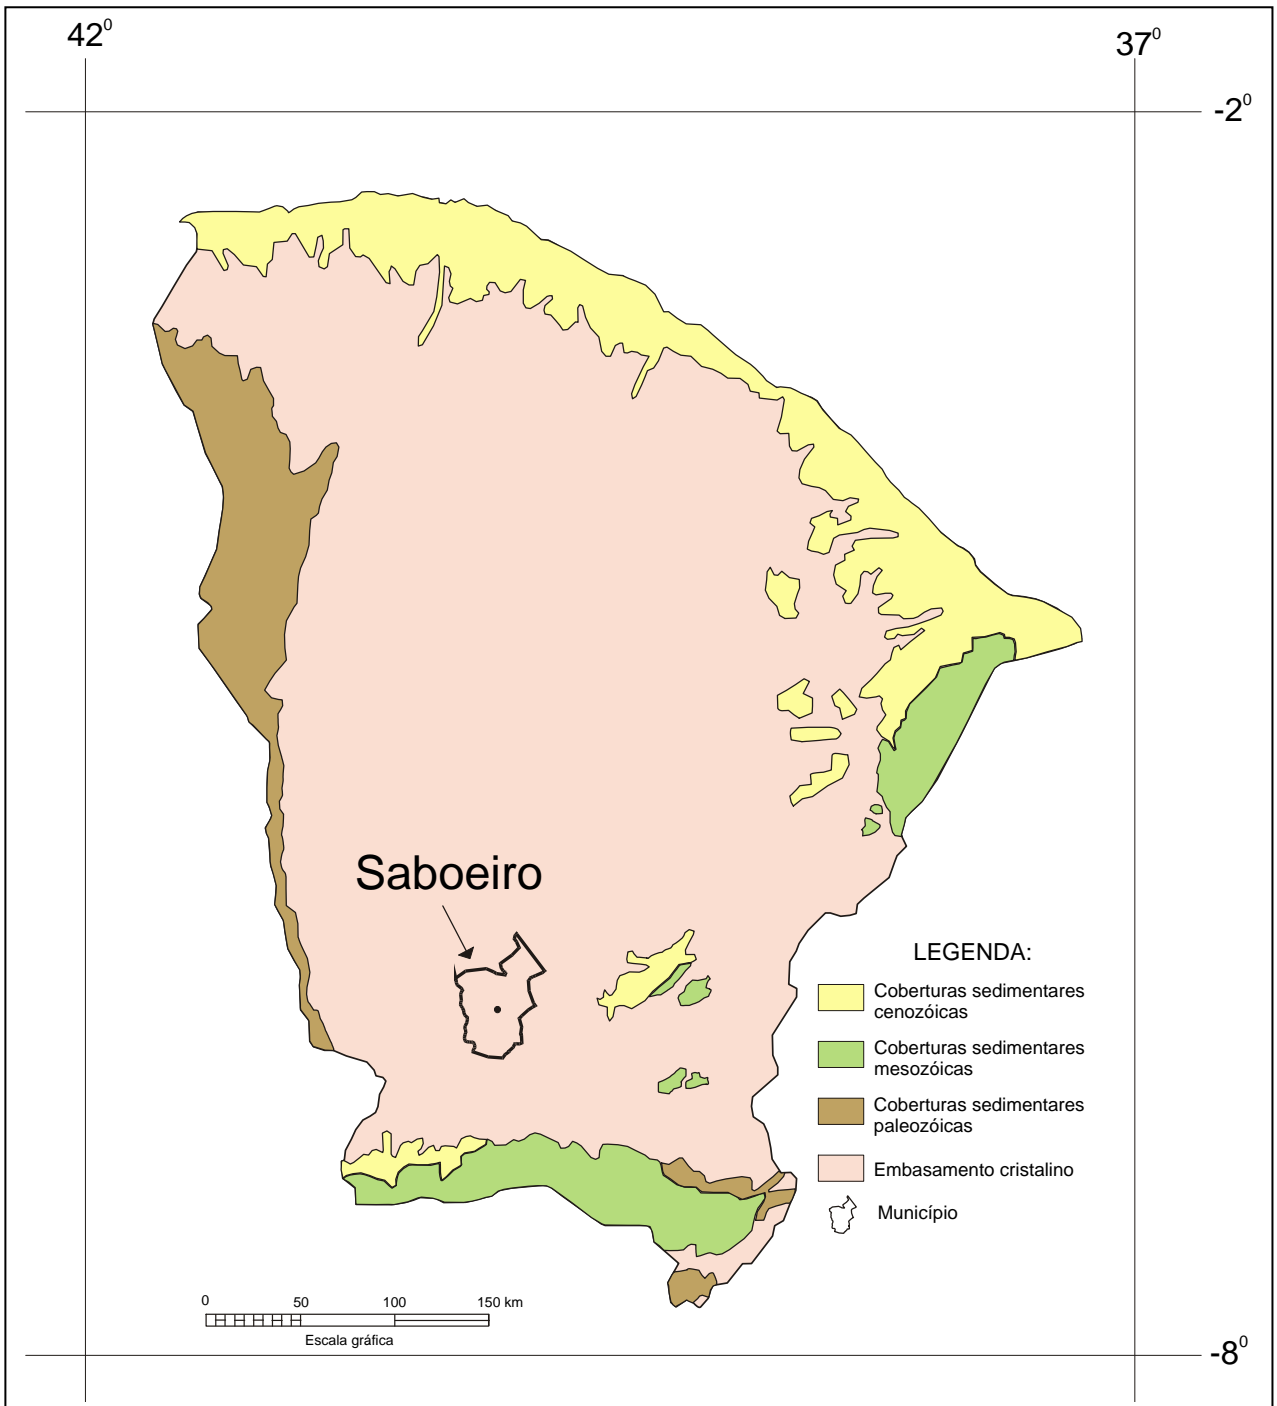 42⁰
37⁰
-2⁰
Saboeiro
LEGENDA:
Coberturas sedimentares
cenozóicas
Coberturas sedimentares
mesozóicas
Coberturas sedimentares
paleozóicas
Embasamento cristalino
Município
0 50 100 150 km
Escala gráfica
-8⁰